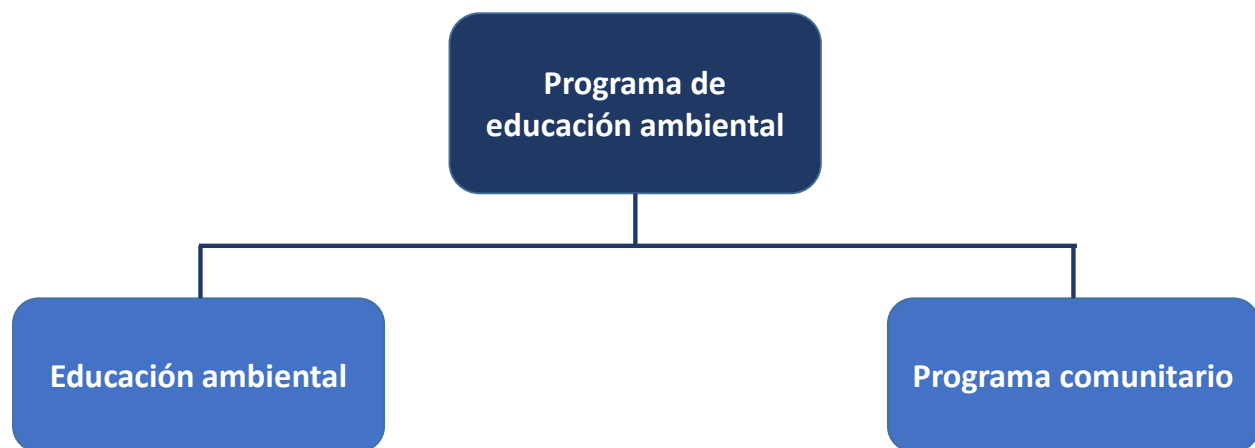 Programa de
educación ambiental
Educación ambiental
Programa comunitario